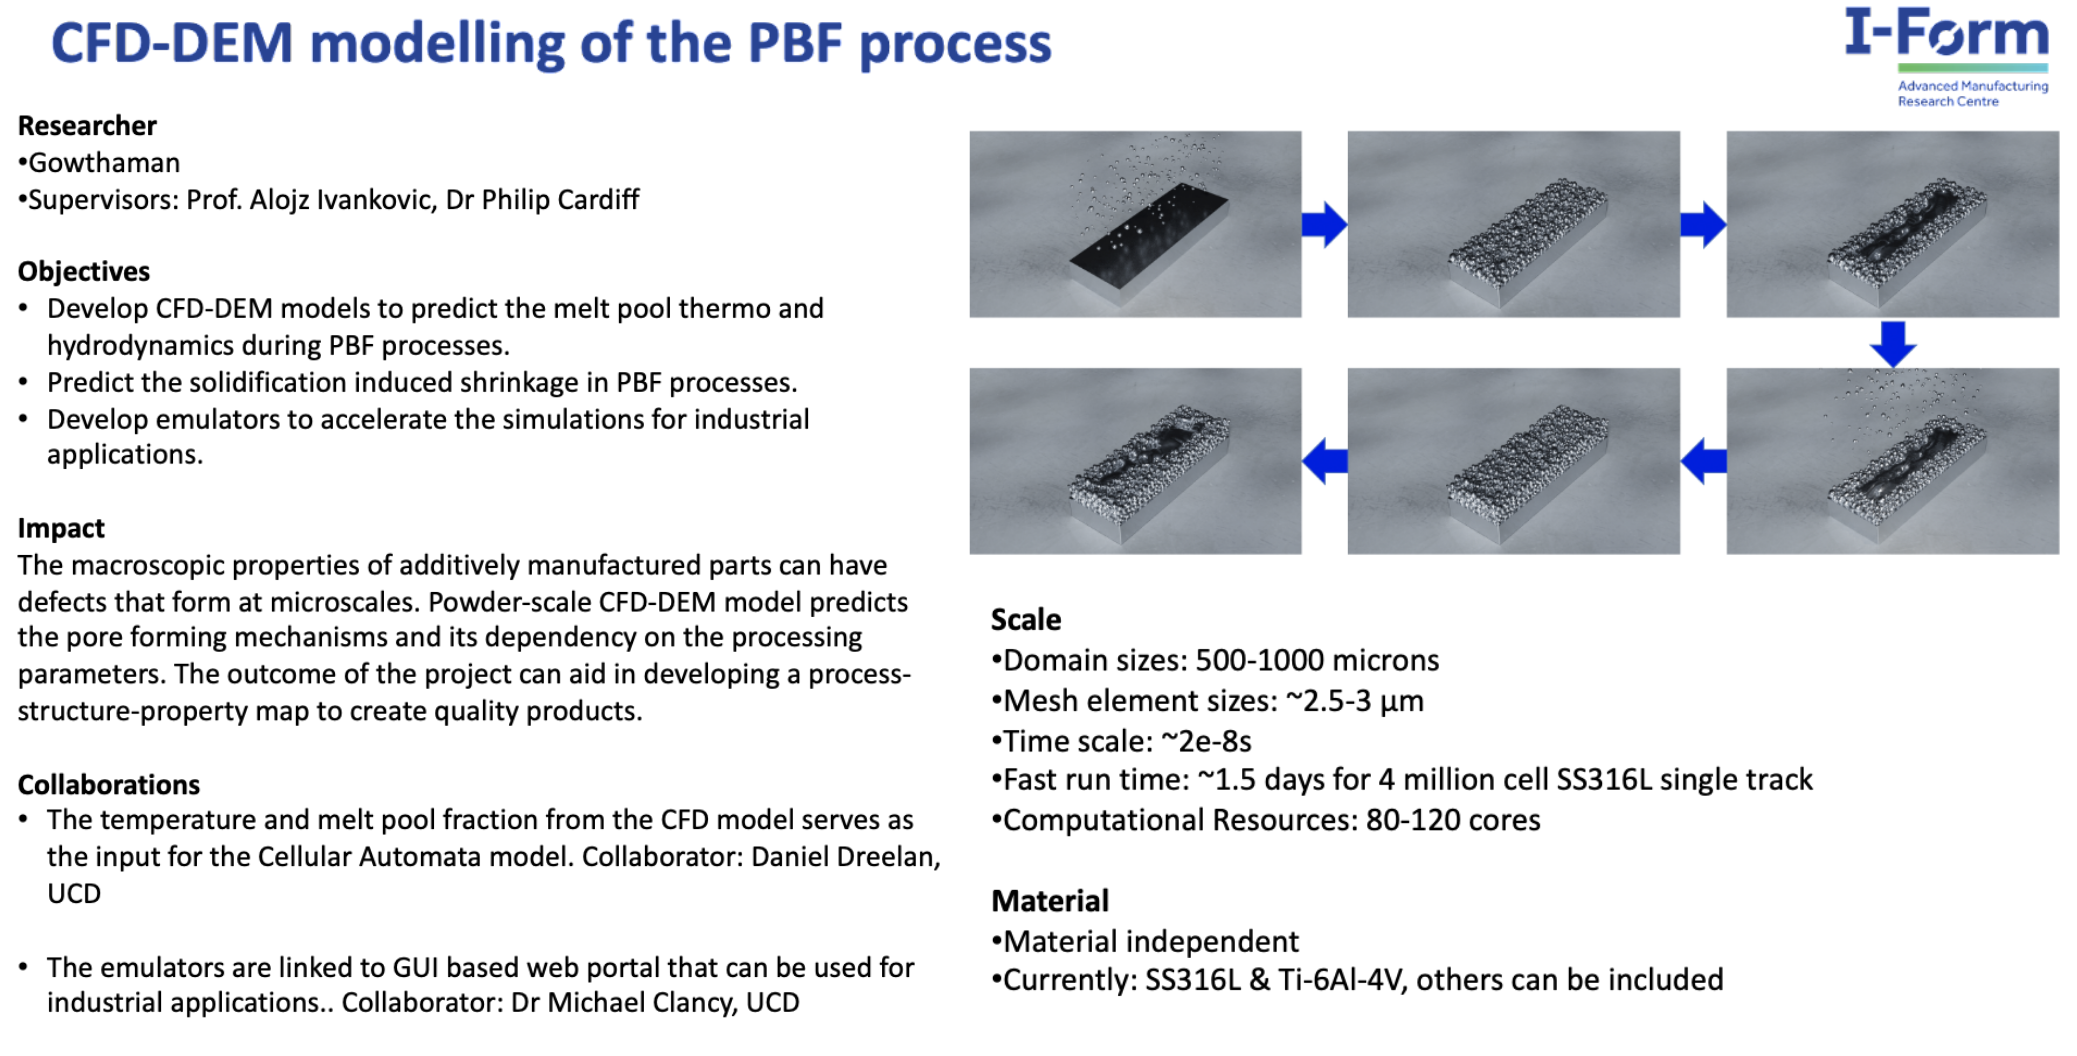 CFD-DEM modelling of the PBF process
I-Form
Advanced Manufacturing
Research Centre
Researcher
•Gowthaman
•Supervisors: Prof. Alojz Ivankovic, Dr Philip Cardiff
Objectives
• Develop CFD-DEM models to predict the melt pool thermo and
hydrodynamics during PBF processes.
• Predict the solidification induced shrinkage in PBF processes.
• Develop emulators to accelerate the simulations for industrial
applications.
Impact
The macroscopic properties of additively manufactured parts can have
defects that form at microscales. Powder-scale CFD-DEM model predicts
the pore forming mechanisms and its dependency on the processing
parameters. The outcome of the project can aid in developing a process-
structure-property map to create quality products.
Collaborations
• The temperature and melt pool fraction from the CFD model serves as
the input for the Cellular Automata model. Collaborator: Daniel Dreelan,
UCD
• The emulators are linked to GUI based web portal that can be used for
industrial applications.. Collaborator: Dr Michael Clancy, UCD
Scale
•Domain sizes: 500-1000 microns
•Mesh element sizes: ~2.5-3 μm
•Time scale: ~2e-8s
•Fast run time: ~1.5 days for 4 million cell SS316L single track
•Computational Resources: 80-120 cores
Material
•Material independent
•Currently: SS316L & Ti-6Al-4V, others can be included